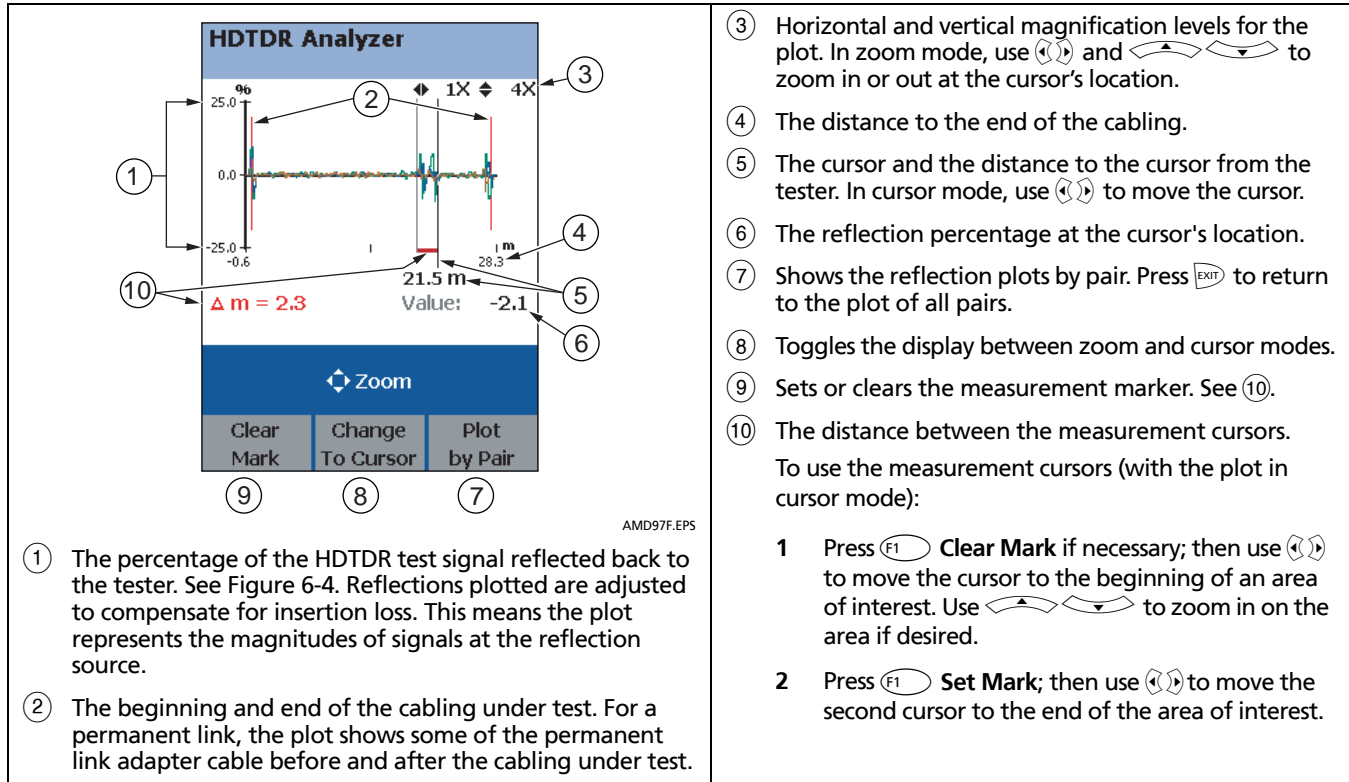 HDTDR Analyzer
%
1X 4X
3
25.0
2
1
0.0
-25.0
-0.6
m
28.3
4
21.5 m
10
5
Δ m = 2.3
Value: -2.1
6
Zoom
Clear Mark
Change To Cursor
Plot by Pair
9
8
7
AMD97F.EPS
1 The percentage of the HDTDR test signal reflected back to
the tester. See Figure 6-4. Reflections plotted are adjusted
to compensate for insertion loss. This means the plot
represents the magnitudes of signals at the reflection
source.
2 The beginning and end of the cabling under test. For a
permanent link, the plot shows some of the permanent
link adapter cable before and after the cabling under test.
3 Horizontal and vertical magnification levels for the
plot. In zoom mode, use and to
zoom in or out at the cursor’s location.
4 The distance to the end of the cabling.
5 The cursor and the distance to the cursor from the
tester. In cursor mode, use to move the cursor.
6 The reflection percentage at the cursor's location.
7 Shows the reflection plots by pair. Press EXIT to return
to the plot of all pairs.
8 Toggles the display between zoom and cursor modes.
9 Sets or clears the measurement marker. See 10.
10 The distance between the measurement cursors.
To use the measurement cursors (with the plot in
cursor mode):
1 Press F1 Clear Mark if necessary; then use
to move the cursor to the beginning of an area
of interest. Use to zoom in on the
area if desired.
2 Press F1 Set Mark; then use to move the
second cursor to the end of the area of interest.